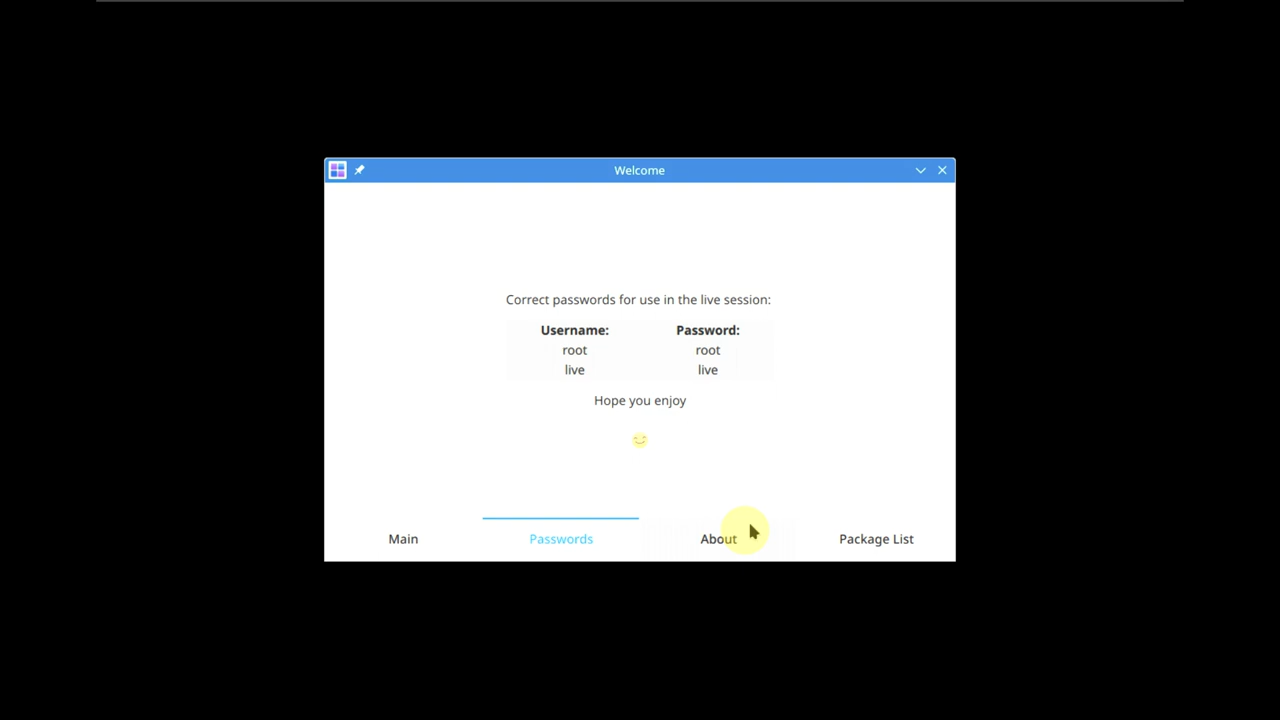 Welcome
Correct passwords for use in the live session:
Username: Password:
root root
live live
Hope you enjoy
Main Passwords About Package List